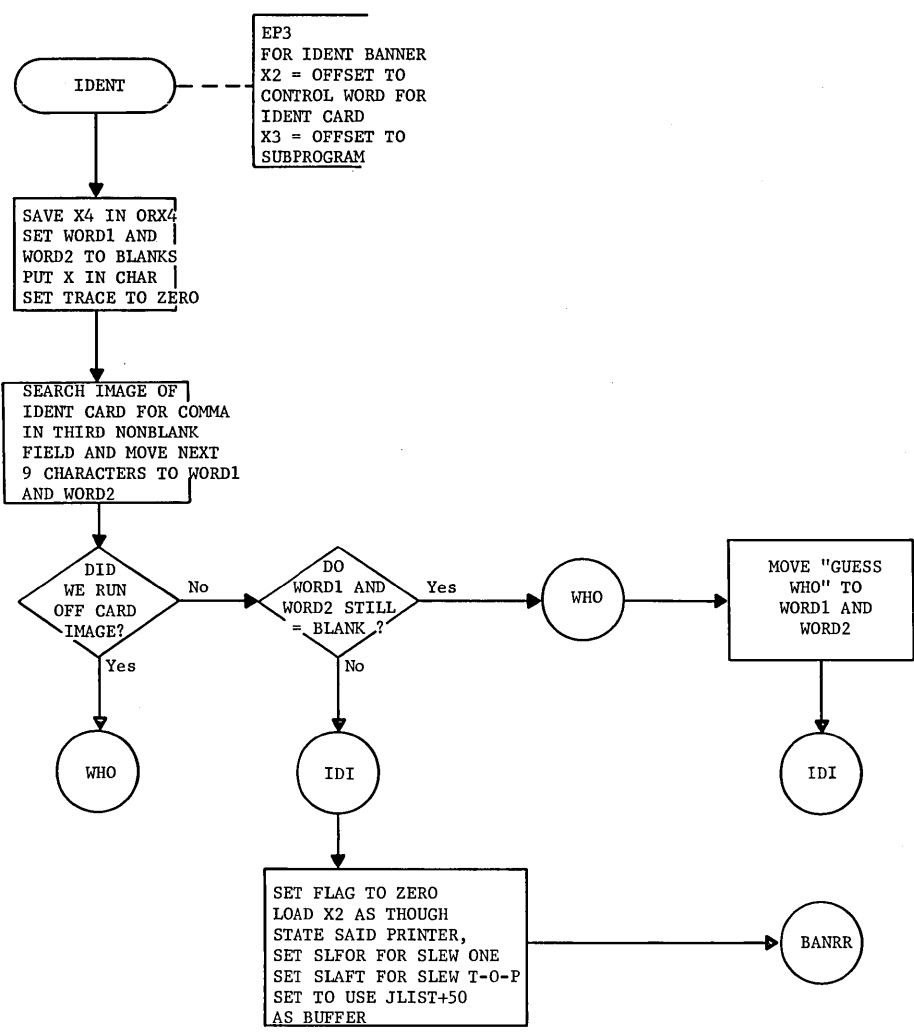 EP3
FOR IDENT BANNER
X2 = OFFSET TO
CONTROL WORD FOR
IDENT CARD
X3 = OFFSET TO
SUBPROGRAM
IDENT
SAVE X4 IN ORX4
SET WORD1 AND
WORD2 TO BLANKS
PUT X IN CHAR
SET TRACE TO ZERO
SEARCH IMAGE OF
IDENT CARD FOR COMMA
IN THIRD NONBLANK
FIELD AND MOVE NEXT
9 CHARACTERS TO WORD1
AND WORD2
DID
WE RUN
OFF CARD
IMAGE?
No
Yes
DO
WORD1 AND
WORD2 STILL
= BLANK ?
Yes
No
WHO
MOVE "GUESS
WHO" TO
WORD1 AND
WORD2
WHO
IDI
IDI
SET FLAG TO ZERO
LOAD X2 AS THOUGH
STATE SAID PRINTER,
SET SLFOR FOR SLEW ONE
SET SLAFT FOR SLEW T-O-P
SET TO USE JLIST+50
AS BUFFER
BANRR